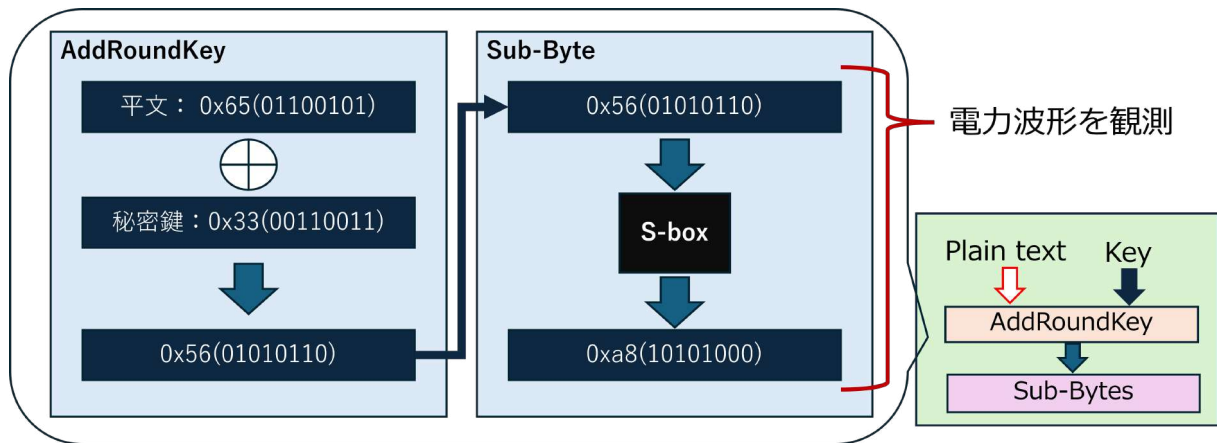 AddRoundKey
平文： 0x65(01100101)
秘密鍵：0x33(00110011)
0x56(01010110)
Sub-Byte
0x56(01010110)
S-box
0xa8(10101000)
電力波形を観測
Plain text
Key
AddRoundKey
Sub-Bytes